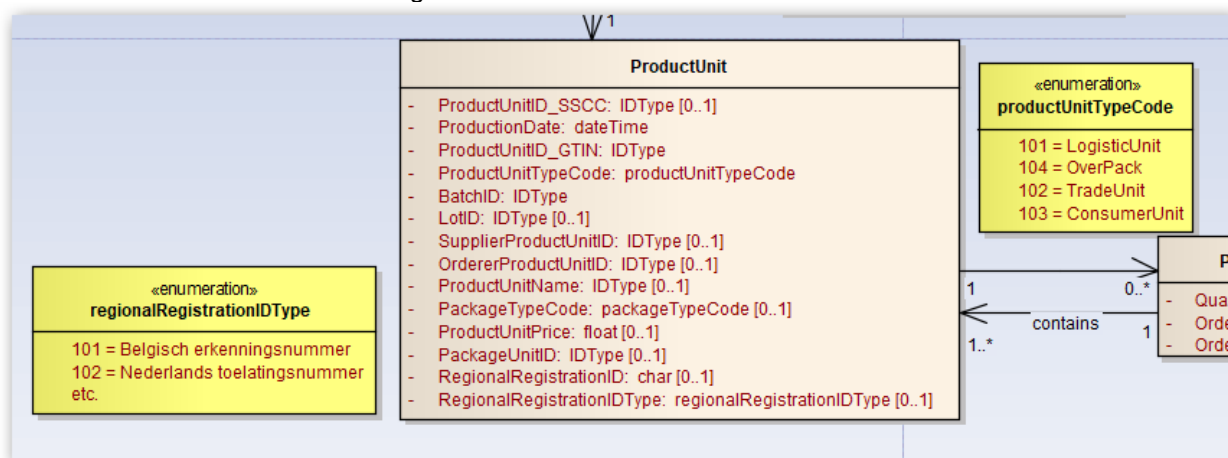 1
ProductUnit
- ProductUnitID_SSCC: IDType [0..1]
- ProductionDate: dateTime
- ProductUnitID_GTIN: IDType
- ProductUnitTypeCode: productUnitTypeCode
- BatchID: IDType
- LotID: IDType [0..1]
- SupplierProductUnitID: IDType [0..1]
- OrdererProductUnitID: IDType [0..1]
- ProductUnitName: IDType [0..1]
- PackageTypeCode: packageTypeCode [0..1]
- ProductUnitPrice: float [0..1]
- PackageUnitID: IDType [0..1]
- RegionalRegistrationID: char [0..1]
- RegionalRegistrationIDType: regionalRegistrationIDType [0..1]
«enumeration»
productUnitTypeCode
101 = LogisticUnit
104 = OverPack
102 = TradeUnit
103 = ConsumerUnit
«enumeration»
regionalRegistrationIDType
101 = Belgisch erkenningsnummer
102 = Nederlands toelatingsnummer
etc.
1
0..*
contains
1
1..*
P
- Qua
- Orde
- Orde